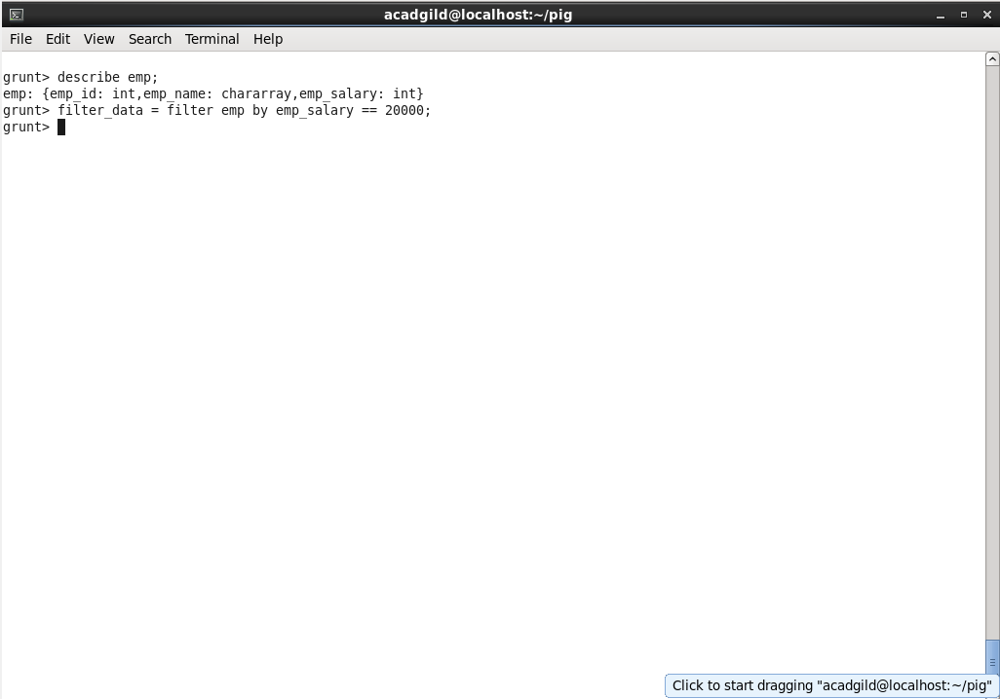 acadgild@localhost:~/pig
File Edit View Search Terminal Help
grunt> describe emp;
emp: {emp_id: int,emp_name: chararray,emp_salary: int}
grunt> filter_data = filter emp by emp_salary == 20000;
grunt>
Click to start dragging "acadgild@localhost:~/pig"